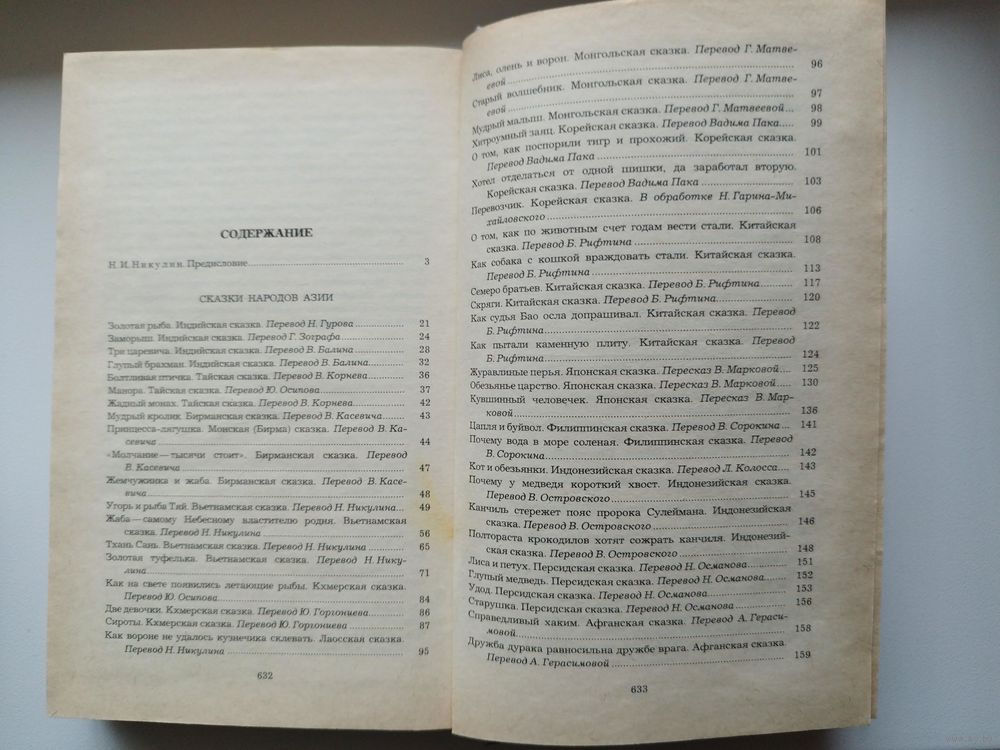 СОДЕРЖАНИЕ
Н. И. Никулин. Предисловие 3
СКАЗКИ НАРОДОВ АЗИИ
Золотая рыба. Индийская сказка. Перевод Н. Гурова 21
Заморыш. Индийская сказка. Перевод Г. Зографа 24
Три царевича. Индийская сказка. Перевод В. Балина 28
Глупый брахман. Индийская сказка. Перевод В. Балина 32
Болтливая птичка. Тайская сказка. Перевод В. Корнева 36
Манора. Тайская сказка. Перевод Ю. Осипова 37
Жадный монах. Тайская сказка. Перевод В. Корнева 42
Мудрый кролик. Бирманская сказка. Перевод В. Касевича 43
Принцесса-лягушка. Монская (Бирма) сказка. Перевод В. Ка-
севича 44
«Молчание — тысячи стоит». Бирманская сказка. Перевод
В. Касевича 47
Жемчужинка и жаба. Бирманская сказка. Перевод В. Касе-
вича 48
Угорь и рыба Тий. Вьетнамская сказка. Перевод Н. Никулина 49
Жаба — самому Небесному властителю родня. Вьетнамская
сказка. Перевод Н. Никулина 56
Тхань Сань. Вьетнамская сказка. Перевод Н. Никулина 65
Золотая туфелька. Вьетнамская сказка. Перевод Н. Нику-
лина 71
Как на свете появились летающие рыбы. Кхмерская сказка.
Перевод Ю. Осипова 84
Две девочки. Кхмерская сказка. Перевод Ю. Горгониева 86
Сироты. Кхмерская сказка. Перевод Ю. Горгониева 87
Как вороне не удалось кузнечика склевать. Лаосская сказка.
Перевод Н. Никулина 95
632
Лиса, олень и ворон. Монгольская сказка. Перевод Г. Матве-
евой 96
Старый волшебник. Монгольская сказка. Перевод Г. Матве-
евой 97
Мудрый малыш. Монгольская сказка. Перевод Г. Матвеевой 98
Хитроумный заяц. Корейская сказка. Перевод Вадима Пака 99
О том, как поспорили тигр и прохожий. Корейская сказка.
Перевод Вадима Пака 101
Хотел отделаться от одной шишки, да заработал вторую.
Корейская сказка. Перевод Вадима Пака 103
Перевозчик. Корейская сказка. В обработке Н. Гарина-Ми-
хайловского 106
О том, как по животным счет годам вести стали. Китайская
сказка. Перевод Б. Рифтина 108
Как собака с кошкой враждовать стали. Китайская сказка.
Перевод Б. Рифтина 113
Семеро братьев. Китайская сказка. Перевод Б. Рифтина 117
Скряги. Китайская сказка. Перевод Б. Рифтина 120
Как судья Бао осла допрашивал. Китайская сказка. Перевод
Б. Рифтина 122
Как пытали каменную плиту. Китайская сказка. Перевод
Б. Рифтина 124
Журавлиные перья. Японская сказка. Пересказ В. Марковой 125
Обезьянье царство. Японская сказка. Пересказ В. Марковой 130
Кувшинный человечек. Японская сказка. Пересказ В. Мар-
ковой 136
Цапля и буйвол. Филиппинская сказка. Перевод В. Сорокина 141
Почему вода в море соленая. Филиппинская сказка. Перевод
В. Сорокина 142
Кот и обезьянки. Индонезийская сказка. Перевод Л. Колосса 143
Почему у медведя короткий хвост. Индонезийская сказка.
Перевод В. Островского 145
Канчиль стережет пояс пророка Сулеймана. Индонезийская
сказка. Перевод В. Островского 146
Полтораста крокодилов хотят сожрать канчиля. Индонезий-
ская сказка. Перевод В. Островского 148
Лиса и петух. Персидская сказка. Перевод Н. Османова 151
Глупый медведь. Персидская сказка. Перевод Н. Османова 152
Удод. Персидская сказка. Перевод Н. Османова 153
Старушка. Персидская сказка. Перевод Н. Османова 156
Справедливый хаким. Афганская сказка. Перевод А. Гераси-
мовой 158
Дружба дурака равносильна дружбе врага. Афганская сказка
Перевод А. Герасимовой 159
633